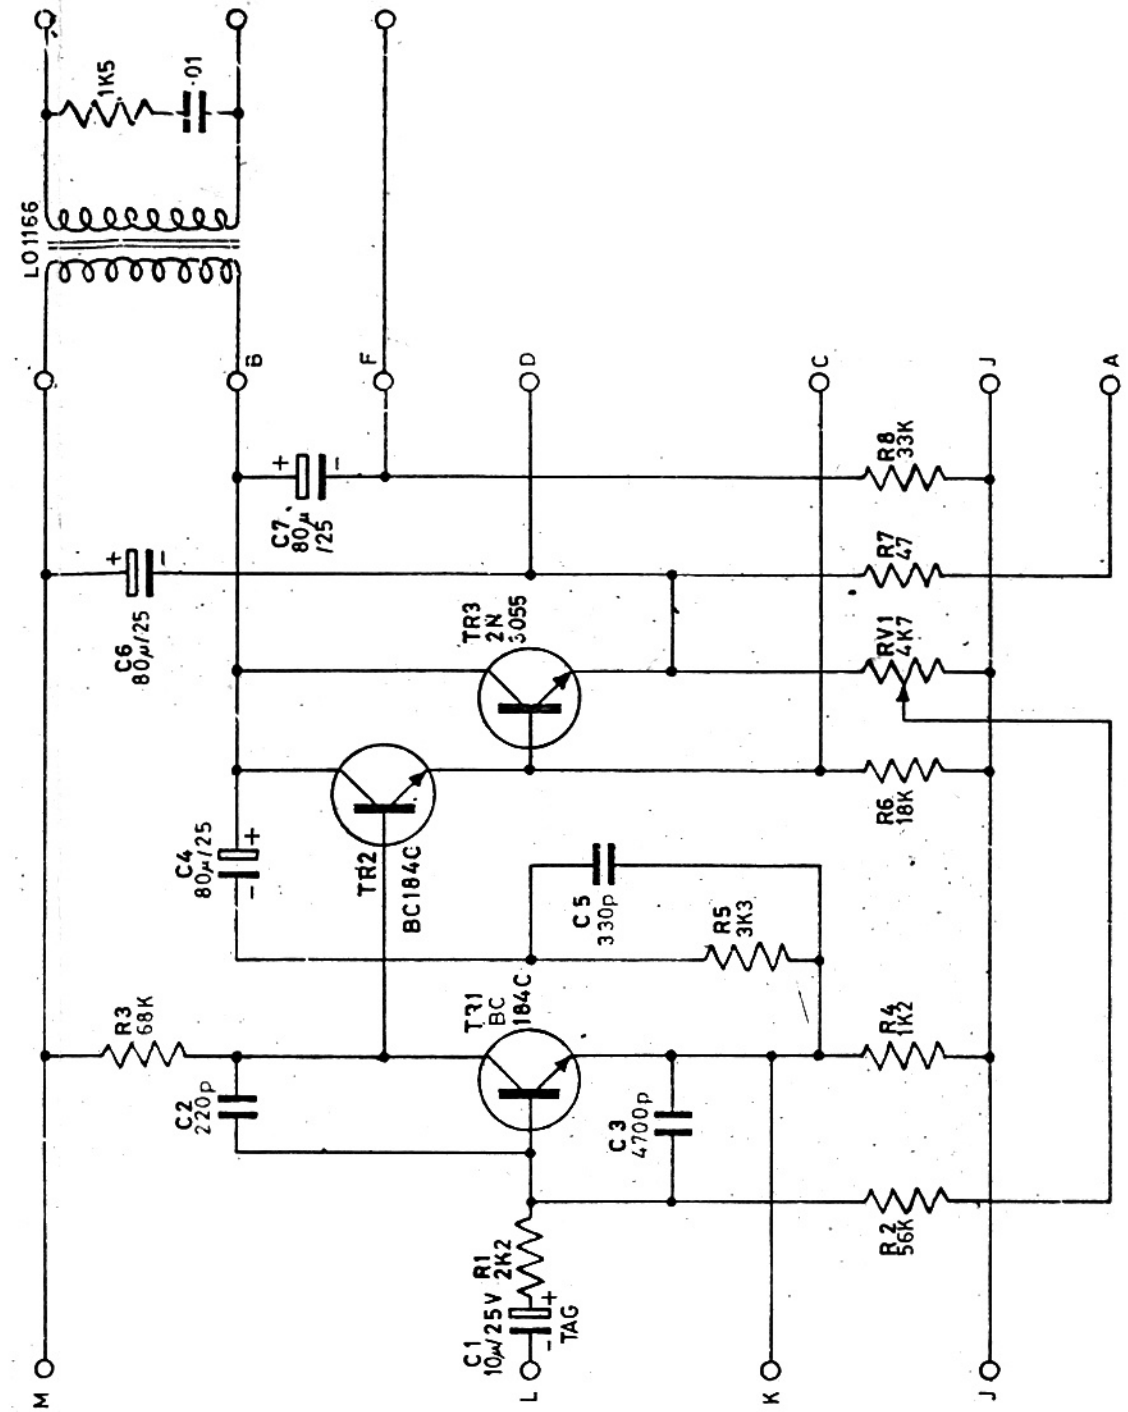 LO1166
1K5
·01
B
F
D
C
J
A
C7
80μ
/25
R8
33K
C6
80μ/25
TR3
2N
3055
R7
47
RV1
4K7
C4
80μ/25
TR2
BC184C
R6
18K
C5
330p
R5
3K3
R3
68K
TR1
BC
184C
R4
1K2
C2
220p
C3
4700p
R1
2K2
R2
56K
C1
10μ/25V
TAG
M
L
K
J
+
-
+
-
+
-
+
-